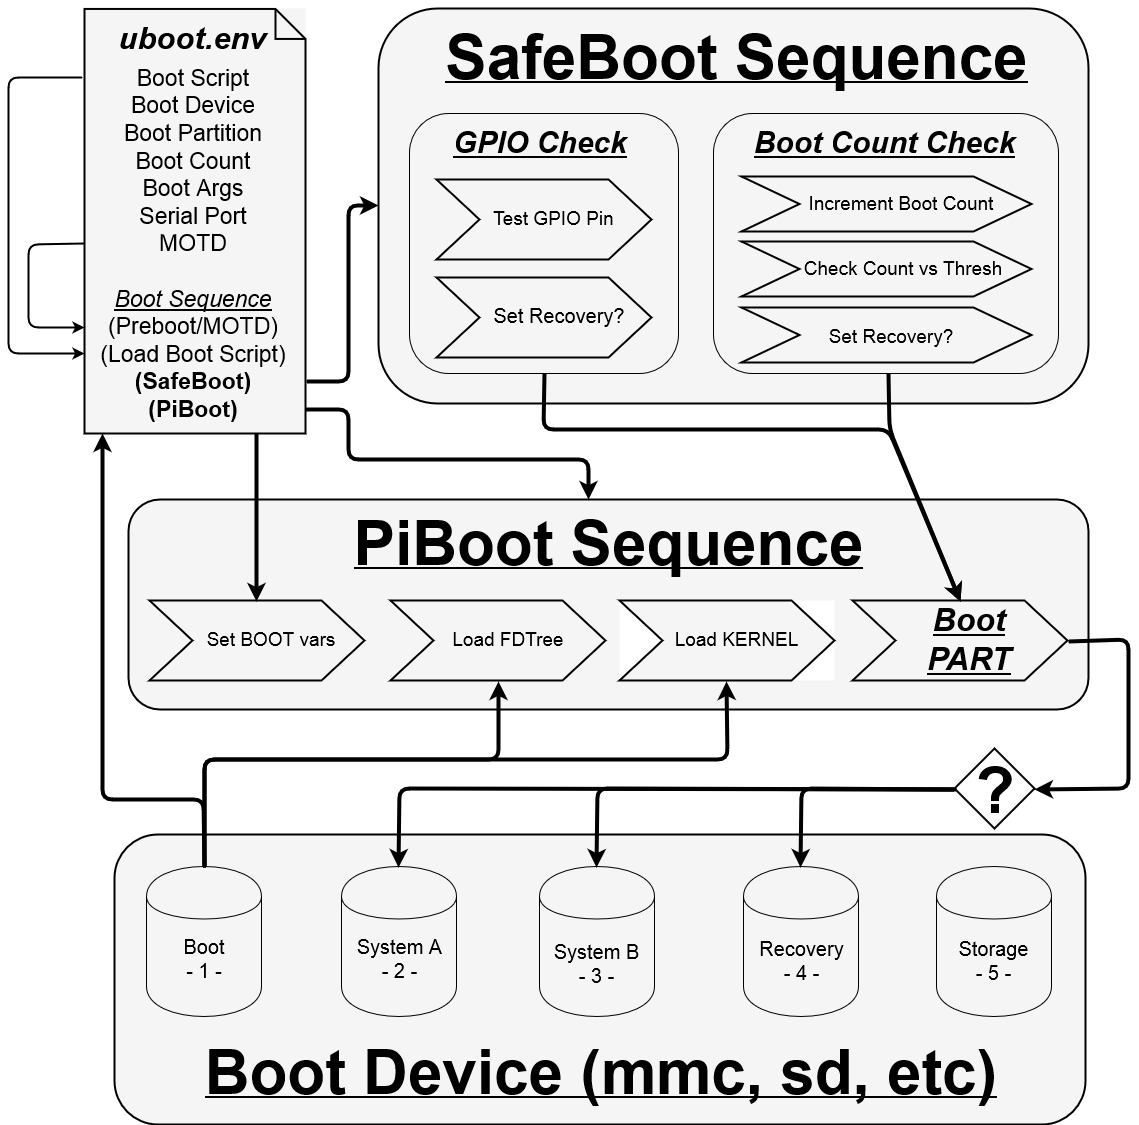 uboot.env
Boot Script
Boot Device
Boot Partition
Boot Count
Boot Args
Serial Port
MOTD
Boot Sequence
(Preboot/MOTD)
(Load Boot Script)
(SafeBoot)
(PiBoot)
SafeBoot Sequence
GPIO Check
Test GPIO Pin
Set Recovery?
Boot Count Check
Increment Boot Count
Check Count vs Thresh
Set Recovery?
PiBoot Sequence
Set BOOT vars
Load FDTree
Load KERNEL
Boot
PART
?
Boot
- 1 -
System A
- 2 -
System B
- 3 -
Recovery
- 4 -
Storage
- 5 -
Boot Device (mmc, sd, etc)